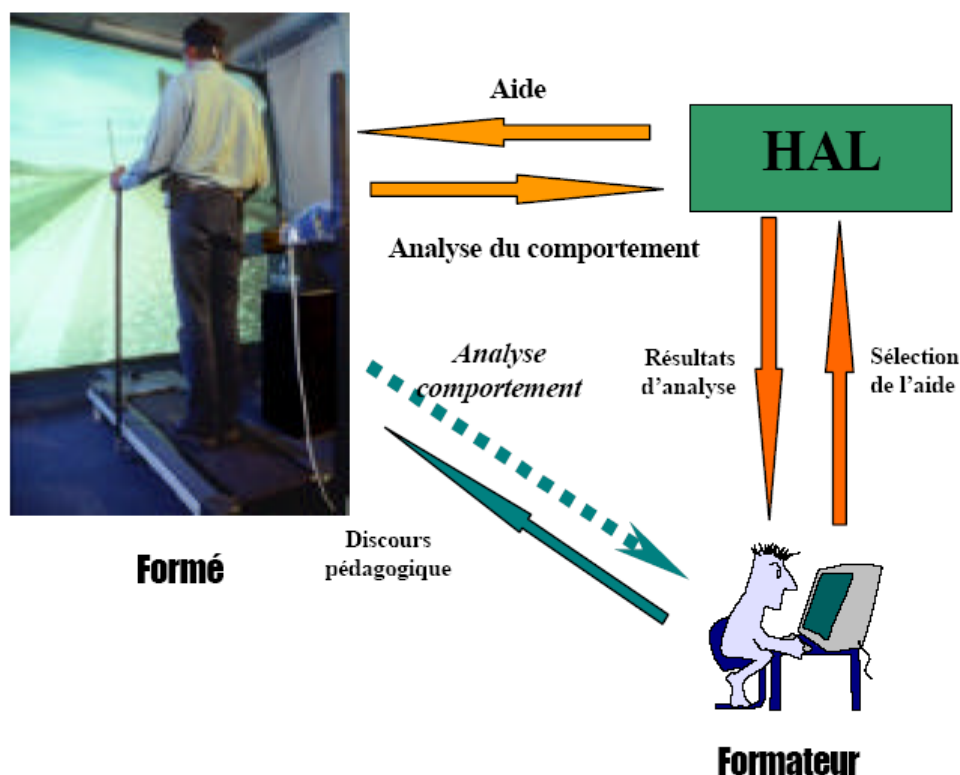 Aide
HAL
Analyse du comportement
Analyse
comportement
Résultats
d'analyse
Sélection
de l'aide
Discours
pédagogique
Formé
Formateur